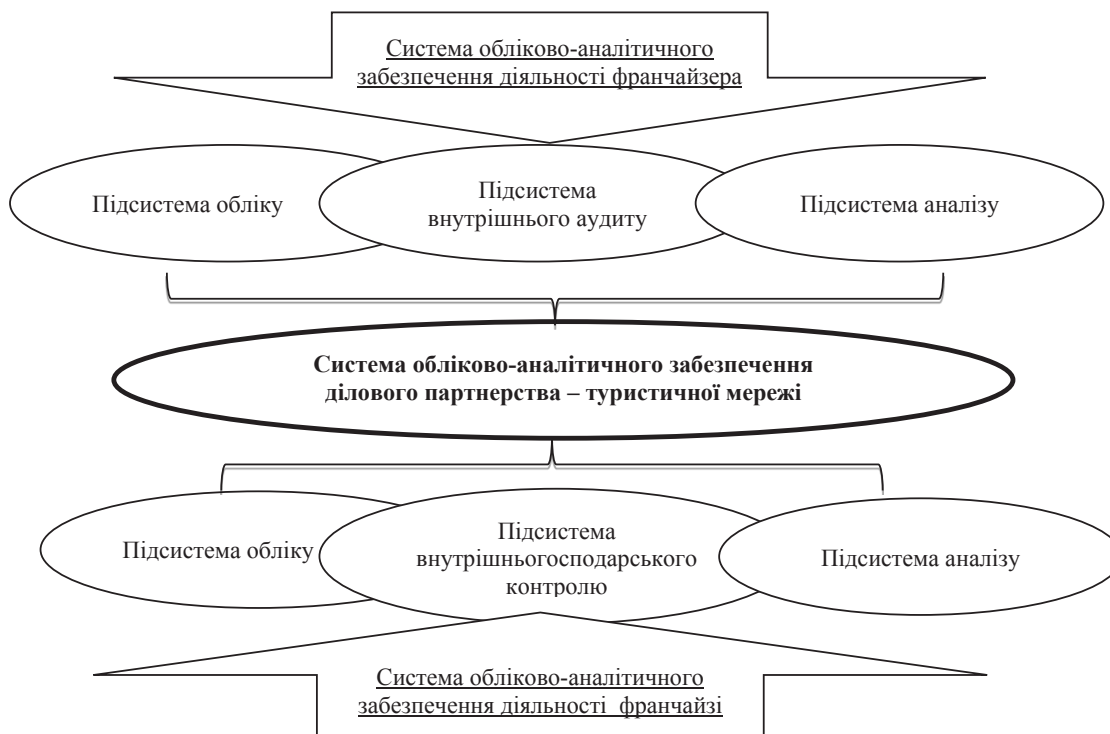 Система обліково-аналітичного
забезпечення діяльності франчайзера
Підсистема обліку
Підсистема
внутрішнього аудиту
Підсистема аналізу
Система обліково-аналітичного забезпечення
ділового партнерства – туристичної мережі
Підсистема обліку
Підсистема
внутрішньогосподарського
контролю
Підсистема аналізу
Система обліково-аналітичного
забезпечення діяльності франчайзі